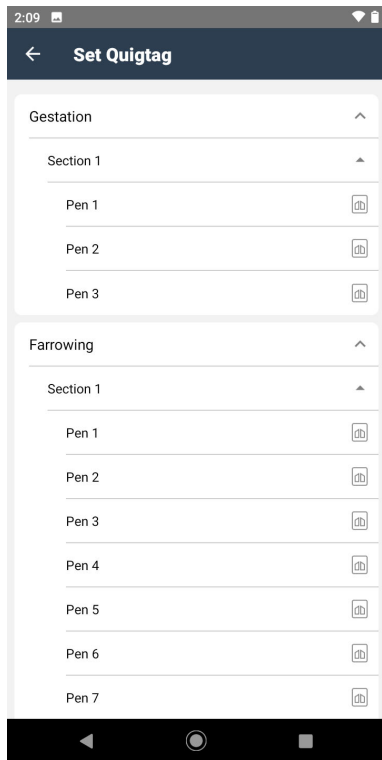 2:09
Set Quigtag
Gestation
Section 1
Pen 1
Pen 2
Pen 3
Farrowing
Section 1
Pen 1
Pen 2
Pen 3
Pen 4
Pen 5
Pen 6
Pen 7